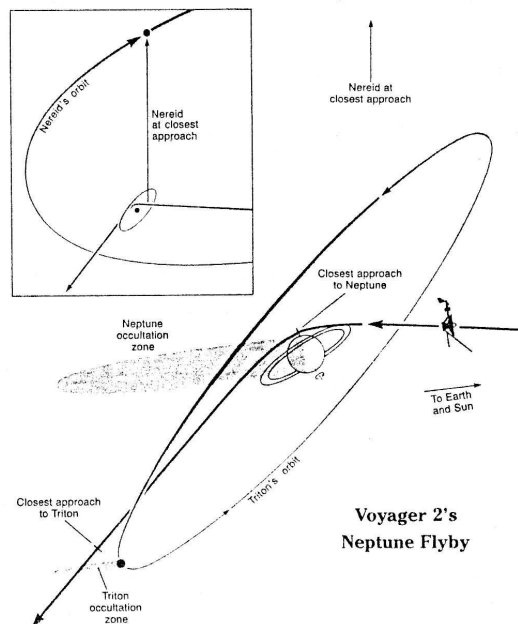 Nereid's orbit
Nereid
at closest
approach
Nereid at
closest approach
Closest approach
to Neptune
Neptune
occultation
zone
To Earth
and Sun
Triton's orbit
Closest approach
to Triton
Triton
occultation
zone
Voyager 2's
Neptune Flyby